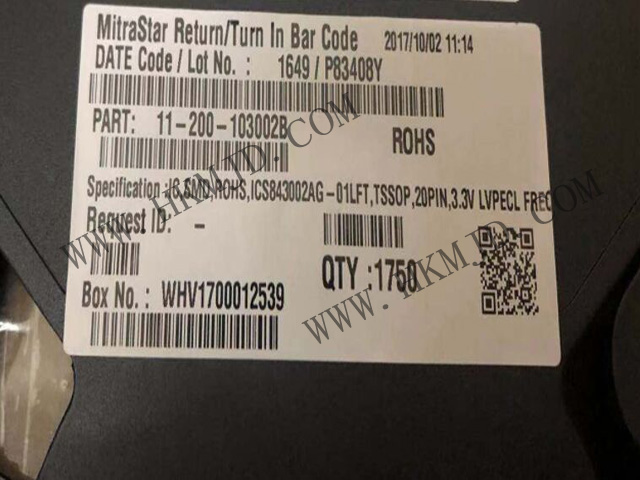 MitraStar Return/Turn In Bar Code 2017/10/02 11:14
DATE Code / Lot No. : 1649 / P83408Y
PART: 11-200-103002B
ROHS
Specification :IC,SMD,ROHS,ICS843002AG-01LFT,TSSOP,20PIN,3.3V LVPECL FREQ
Request ID: -
QTY :1750
Box No. : WHV1700012539
WWW.HKMJD.COM
WWW.HKMJD.COM